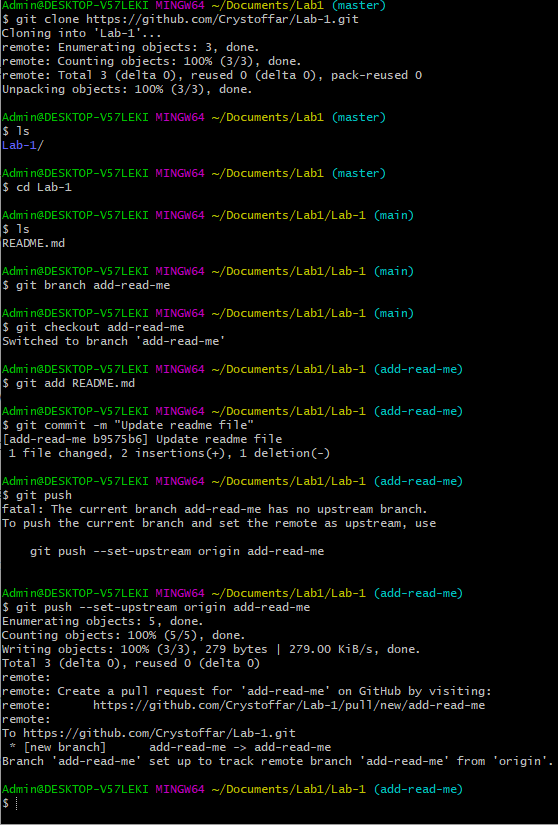 Admin@DESKTOP-V57LEKI MINGW64 ~/Documents/Lab1 (master)
$ git clone https://github.com/Crystoffar/Lab-1.git
Cloning into 'Lab-1'...
remote: Enumerating objects: 3, done.
remote: Counting objects: 100% (3/3), done.
remote: Total 3 (delta 0), reused 0 (delta 0), pack-reused 0
Unpacking objects: 100% (3/3), done.
Admin@DESKTOP-V57LEKI MINGW64 ~/Documents/Lab1 (master)
$ ls
Lab-1/
Admin@DESKTOP-V57LEKI MINGW64 ~/Documents/Lab1 (master)
$ cd Lab-1
Admin@DESKTOP-V57LEKI MINGW64 ~/Documents/Lab1/Lab-1 (main)
$ ls
README.md
Admin@DESKTOP-V57LEKI MINGW64 ~/Documents/Lab1/Lab-1 (main)
$ git branch add-read-me
Admin@DESKTOP-V57LEKI MINGW64 ~/Documents/Lab1/Lab-1 (main)
$ git checkout add-read-me
Switched to branch 'add-read-me'
Admin@DESKTOP-V57LEKI MINGW64 ~/Documents/Lab1/Lab-1 (add-read-me)
$ git add README.md
Admin@DESKTOP-V57LEKI MINGW64 ~/Documents/Lab1/Lab-1 (add-read-me)
$ git commit -m "Update readme file"
[add-read-me b9575b6] Update readme file
 1 file changed, 2 insertions(+), 1 deletion(-)
Admin@DESKTOP-V57LEKI MINGW64 ~/Documents/Lab1/Lab-1 (add-read-me)
$ git push
fatal: The current branch add-read-me has no upstream branch.
To push the current branch and set the remote as upstream, use
    git push --set-upstream origin add-read-me
Admin@DESKTOP-V57LEKI MINGW64 ~/Documents/Lab1/Lab-1 (add-read-me)
$ git push --set-upstream origin add-read-me
Enumerating objects: 5, done.
Counting objects: 100% (5/5), done.
Writing objects: 100% (3/3), 279 bytes | 279.00 KiB/s, done.
Total 3 (delta 0), reused 0 (delta 0)
remote:
remote: Create a pull request for 'add-read-me' on GitHub by visiting:
remote:      https://github.com/Crystoffar/Lab-1/pull/new/add-read-me
remote:
To https://github.com/Crystoffar/Lab-1.git
 * [new branch]      add-read-me -> add-read-me
Branch 'add-read-me' set up to track remote branch 'add-read-me' from 'origin'.
Admin@DESKTOP-V57LEKI MINGW64 ~/Documents/Lab1/Lab-1 (add-read-me)
$